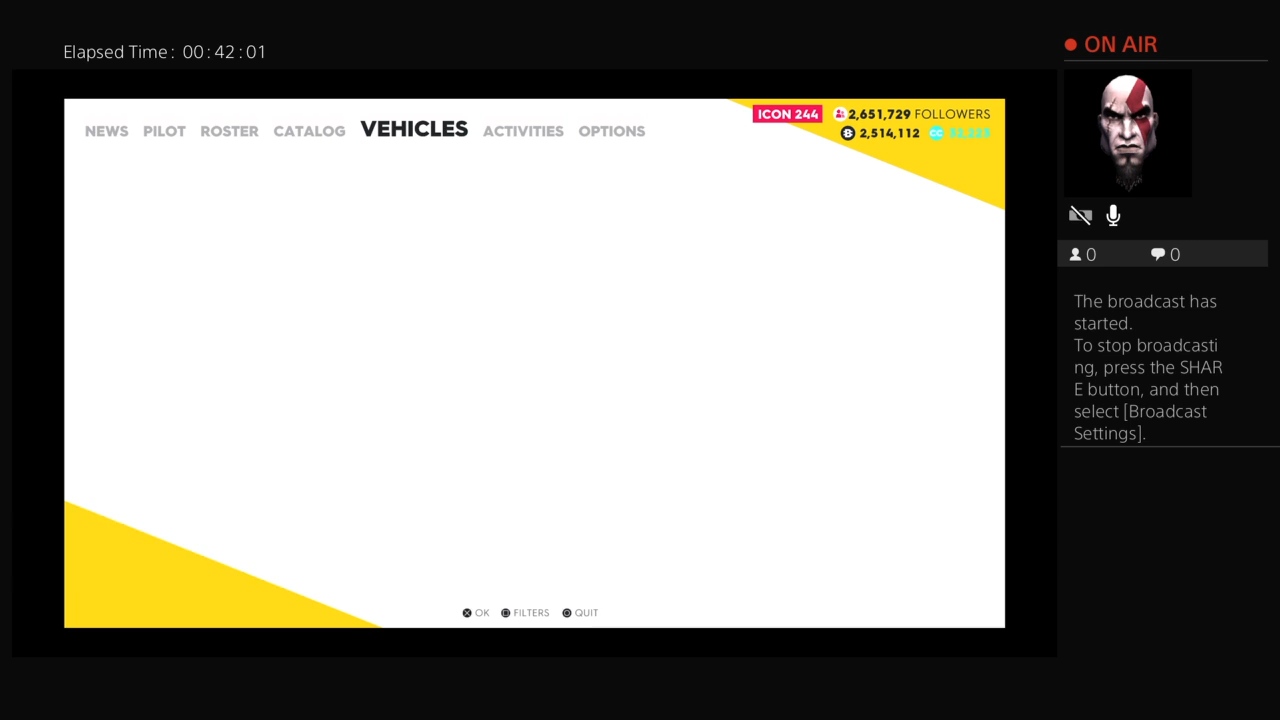 Elapsed Time: 00:42:01
ON AIR
NEWS PILOT ROSTER CATALOG VEHICLES ACTIVITIES OPTIONS
ICON 244 2,651,729 FOLLOWERS
2,514,112 CC
0 0
The broadcast has
started.
To stop broadcasti
ng, press the SHAR
E button, and then
select [Broadcast
Settings].
OK FILTERS QUIT